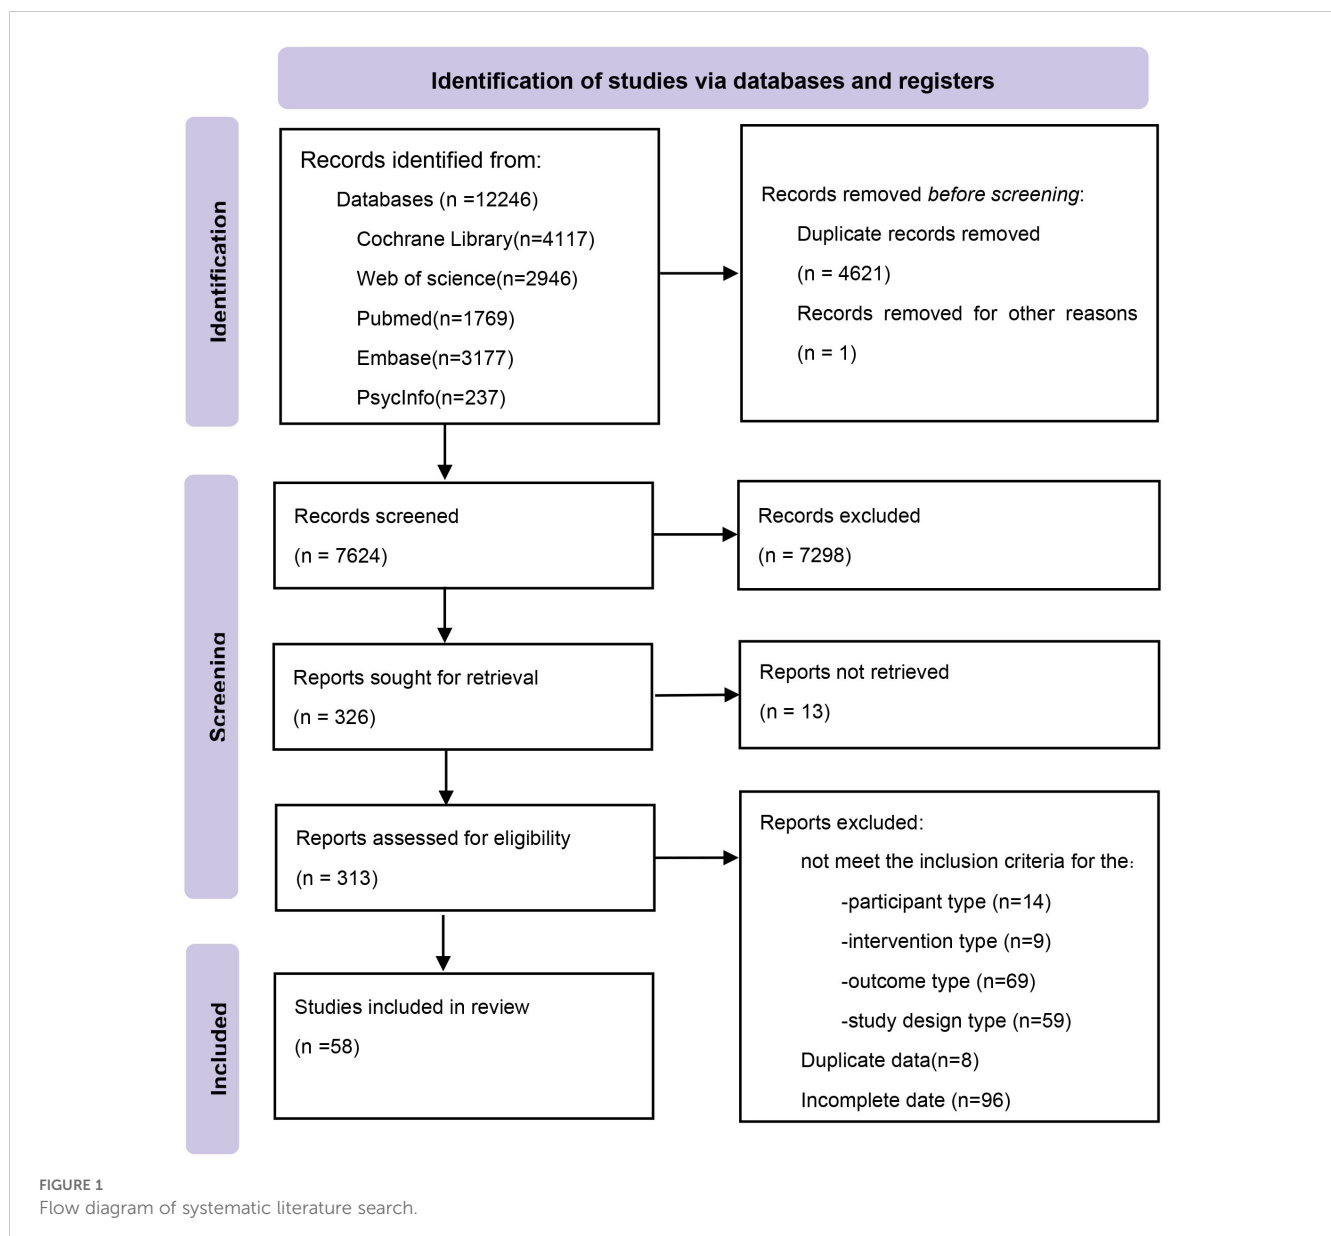 Identification of studies via databases and registers
Identification
Records identified from:
Databases (n =12246)
Cochrane Library(n=4117)
Web of science(n=2946)
Pubmed(n=1769)
Embase(n=3177)
PsycInfo(n=237)
Records removed before screening:
Duplicate records removed
(n = 4621)
Records removed for other reasons
(n = 1)
Screening
Records screened
(n = 7624)
Records excluded
(n = 7298)
Reports sought for retrieval
(n = 326)
Reports not retrieved
(n = 13)
Reports assessed for eligibility
(n = 313)
Reports excluded:
not meet the inclusion criteria for the:
-participant type (n=14)
-intervention type (n=9)
-outcome type (n=69)
-study design type (n=59)
Duplicate data(n=8)
Incomplete date (n=96)
Included
Studies included in review
(n =58)
FIGURE 1
Flow diagram of systematic literature search.